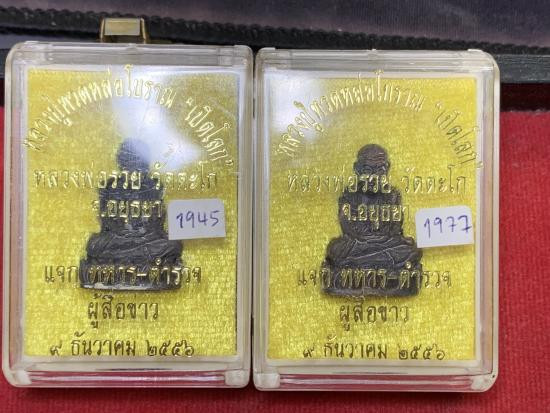 หลวงปู่ทวดหล่อโบราณ "เปิดโลก"
หลวงพ่อรวย วัดตะโก
จ.อยุธยา
1945
แจก ทหาร-ตำรวจ
ผู้สื่อขาว
๙ ธันวาคม ๒๕๕๖
หลวงปู่ทวดหล่อโบราณ "เปิดโลก"
หลวงพ่อรวย วัดตะโก
จ.อยุธยา
1977
แจก ทหาร-ตำรวจ
ผู้สื่อขาว
๙ ธันวาคม ๒๕๕๖